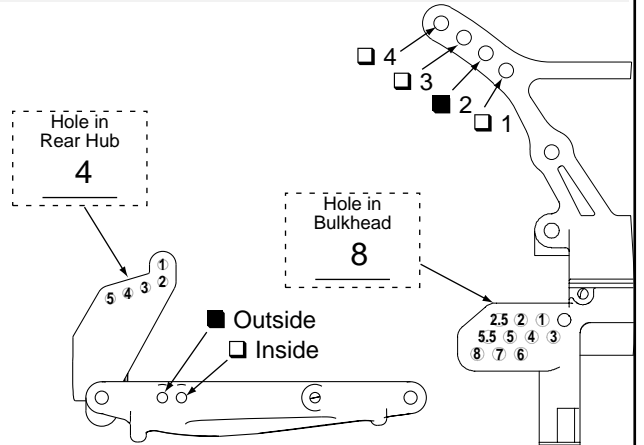 ❑ 4
❑ 3
■ 2
❑ 1
Hole in
Rear Hub
4
Hole in
Bulkhead
8
1
2
3
4
5
■ Outside
❑ Inside
2.5 2 1
5.5 5 4 3
8 7 6